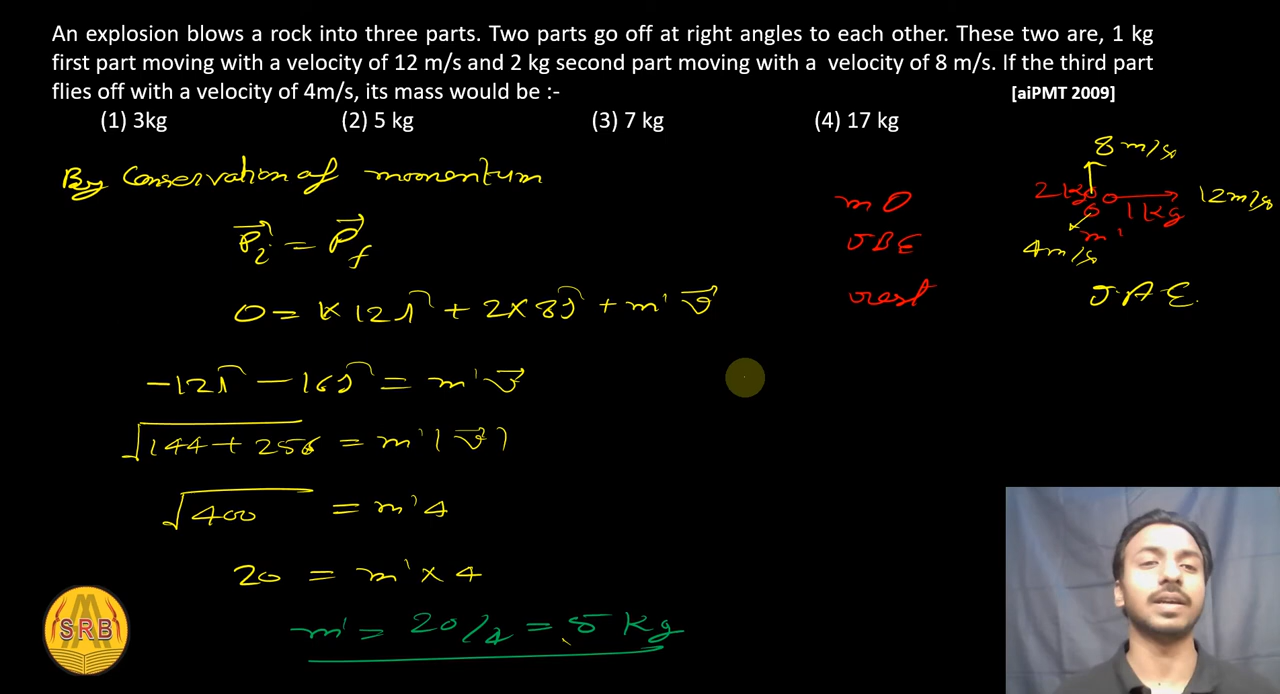 An explosion blows a rock into three parts. Two parts go off at right angles to each other. These two are, 1 kg
first part moving with a velocity of 12 m/s and 2 kg second part moving with a velocity of 8 m/s. If the third part
flies off with a velocity of 4m/s, its mass would be :-
[aiPMT 2009]
(1) 3kg (2) 5 kg (3) 7 kg (4) 17 kg
By Conservation of momentum
P⃗i = P⃗f
0 = 1×12î + 2×8ĵ + m' v⃗
-12î - 16ĵ = m' v⃗
√144+256 = m' |v⃗|
√400 = m' 4
20 = m' × 4
m' = 20/4 = 5 kg
m
JBE
rest
8 m/s
2 kg
1 kg
12 m/s
m'
4 m/s
J.A.E.
SRB